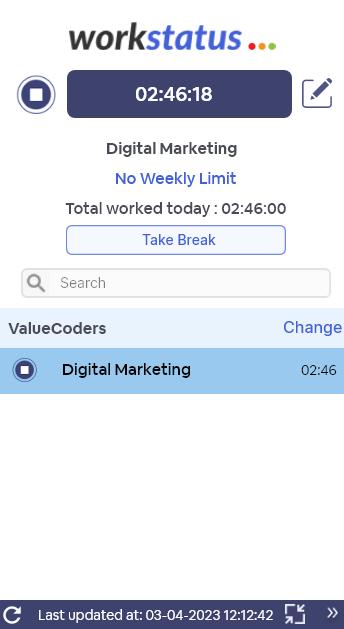 workstatus
02:46:18
Digital Marketing
No Weekly Limit
Total worked today : 02:46:00
Take Break
Search
ValueCoders Change
Digital Marketing 02:46
Last updated at: 03-04-2023 12:12:42 »